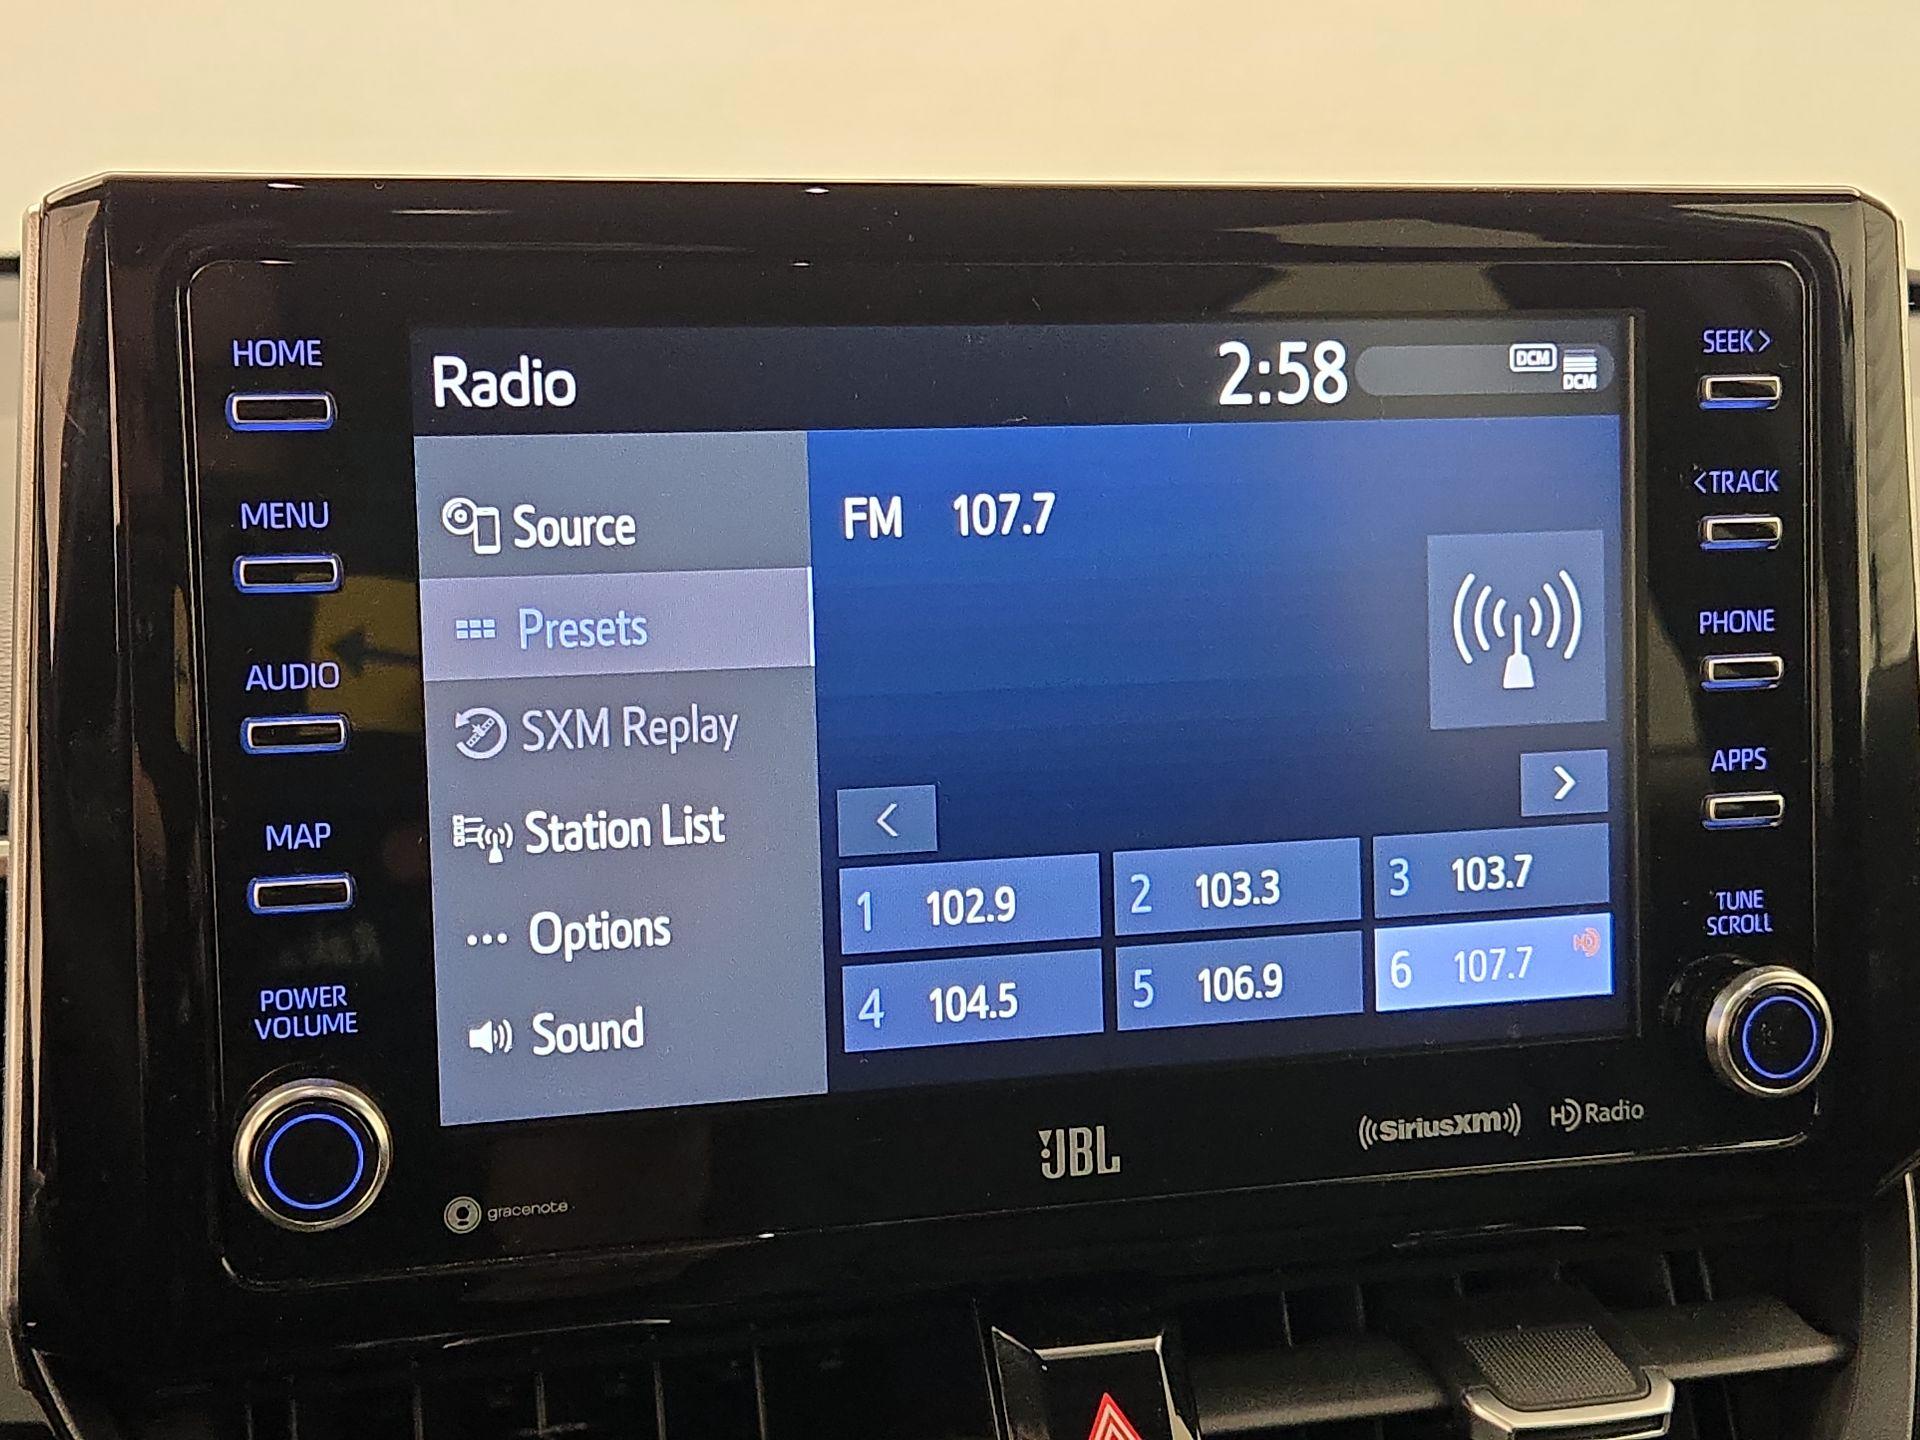 HOME
MENU
AUDIO
MAP
POWER
VOLUME
Radio
2:58
DCM
DCM
Source
Presets
SXM Replay
Station List
Options
Sound
FM 107.7
<
>
1 102.9
2 103.3
3 103.7
4 104.5
5 106.9
6 107.7 HD
SEEK>
<TRACK
PHONE
APPS
TUNE
SCROLL
gracenote
JBL
SiriusXM
HD Radio